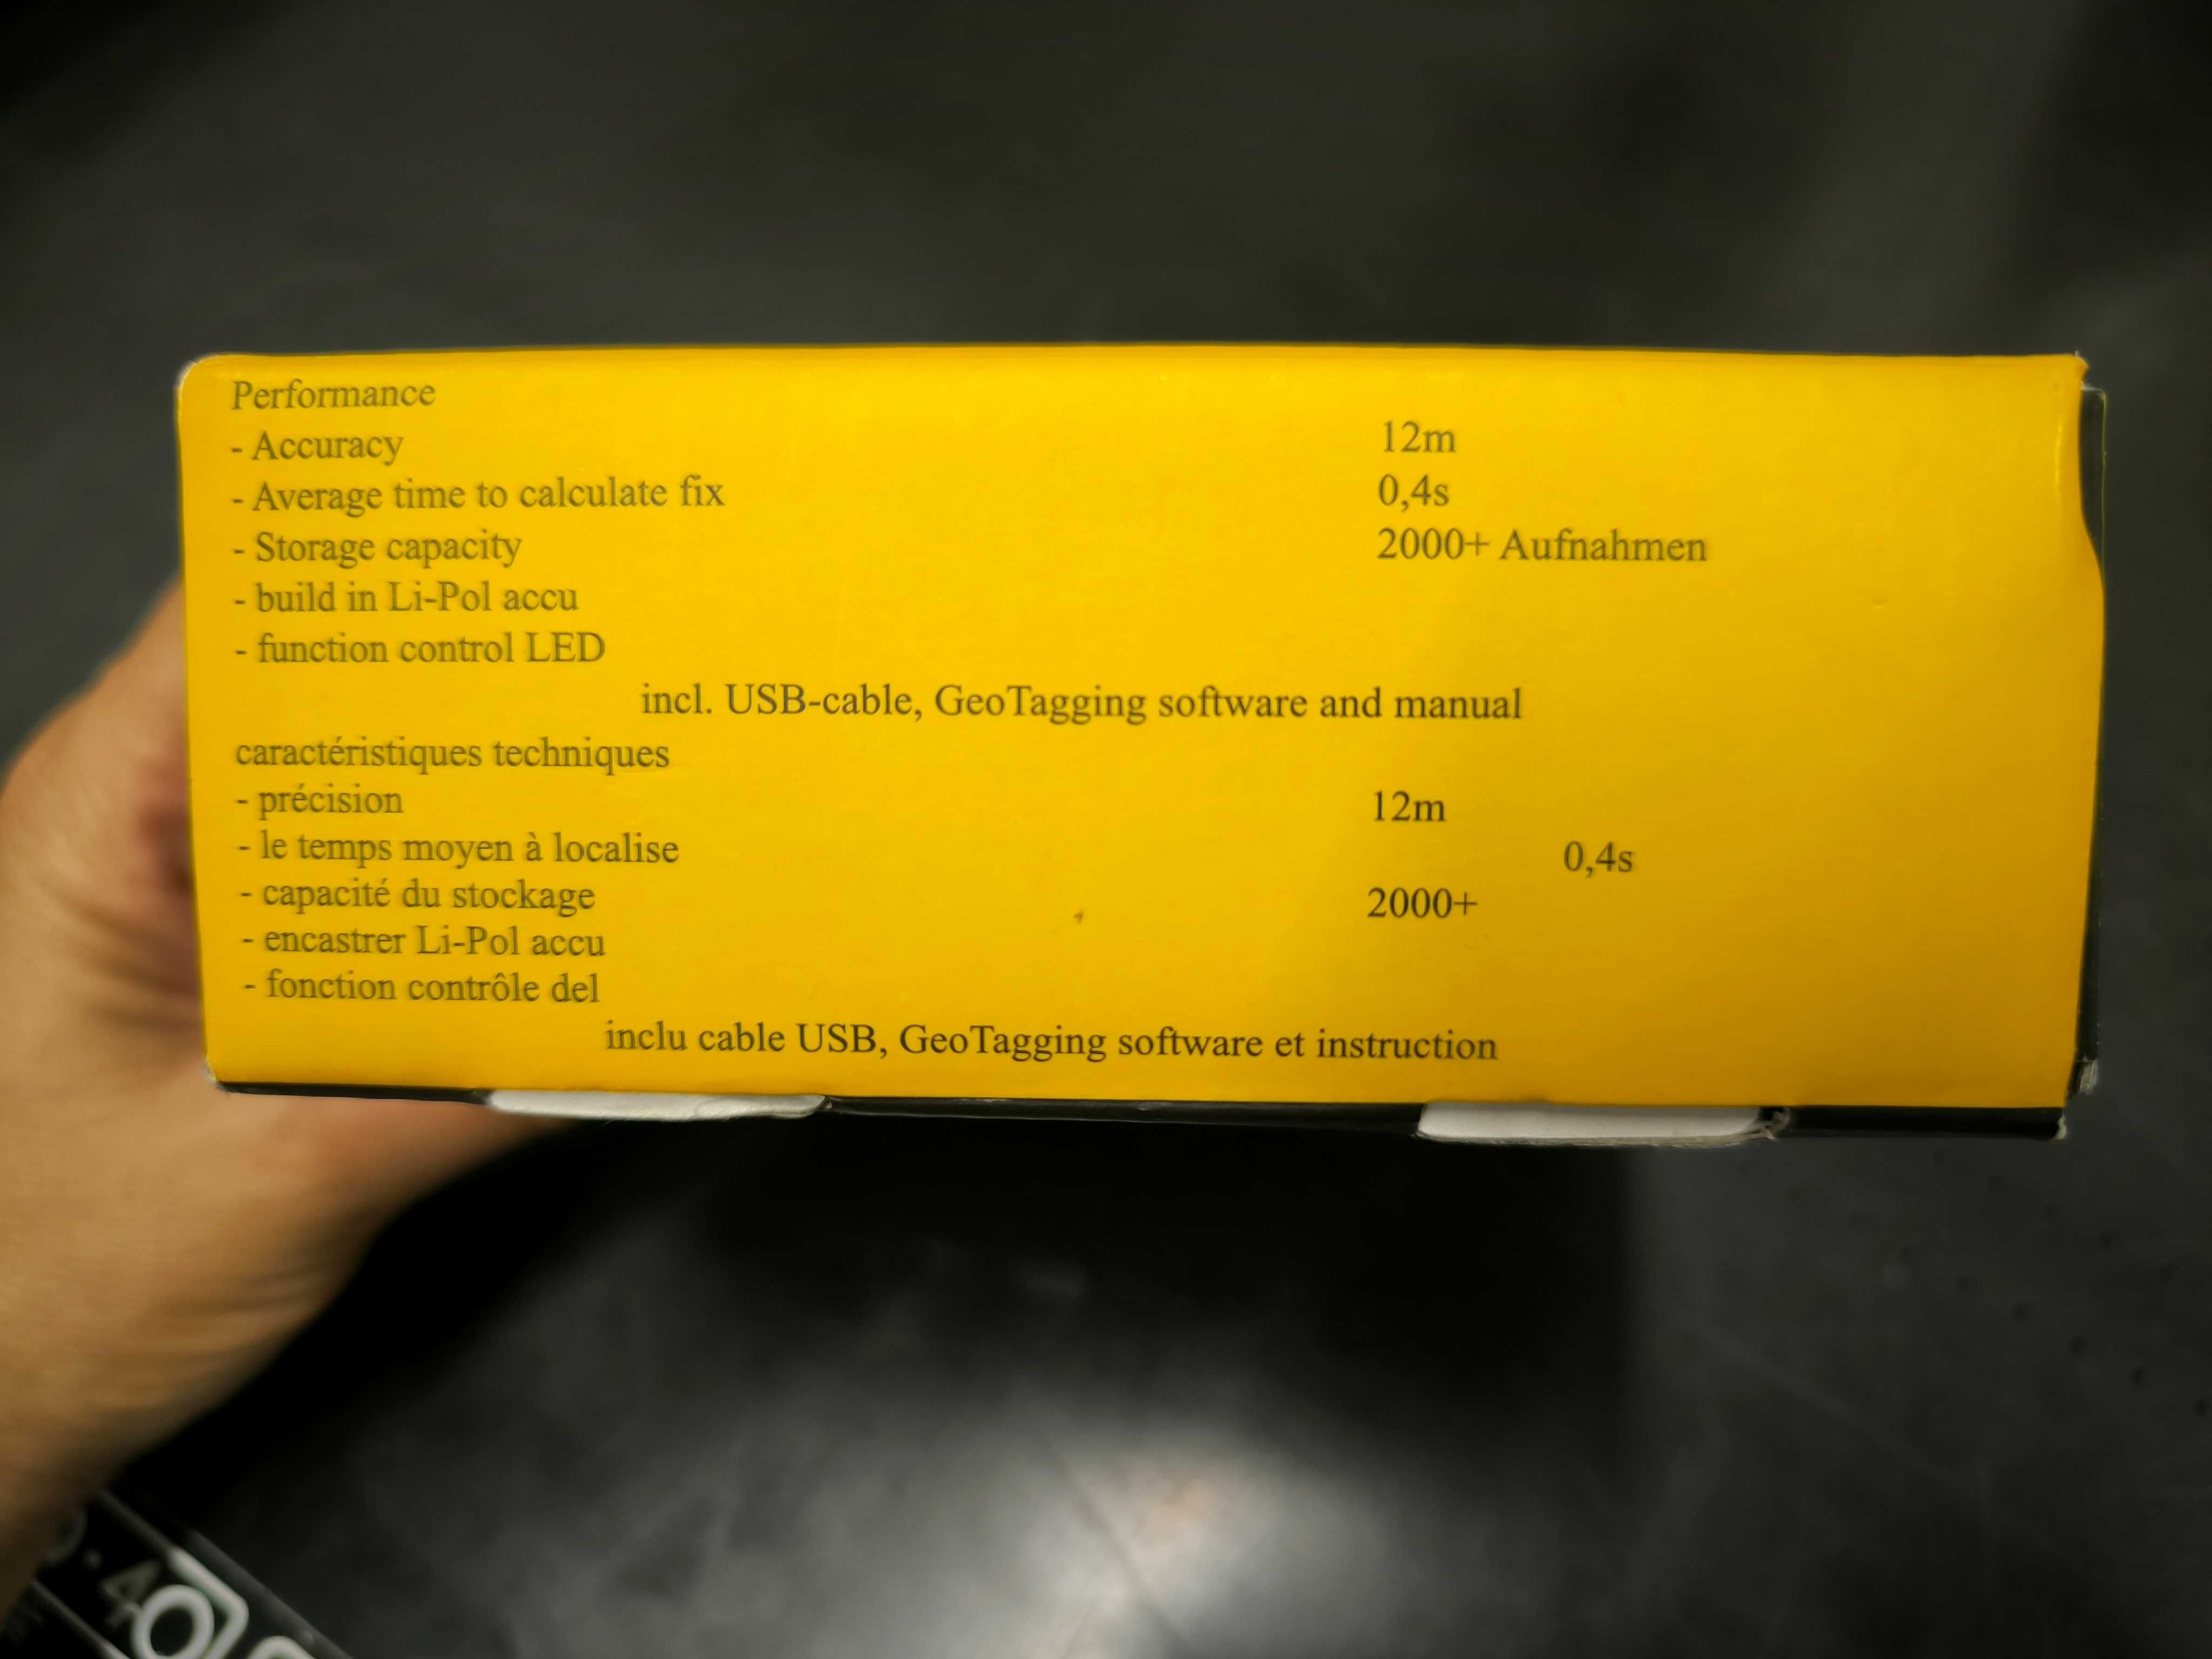 Performance
- Accuracy 12m
- Average time to calculate fix 0,4s
- Storage capacity 2000+ Aufnahmen
- build in Li-Pol accu
- function control LED
incl. USB-cable, GeoTagging software and manual
caractéristiques techniques
- précision 12m
- le temps moyen à localise 0,4s
- capacité du stockage 2000+
- encastrer Li-Pol accu
- fonction contrôle del
inclu cable USB, GeoTagging software et instruction